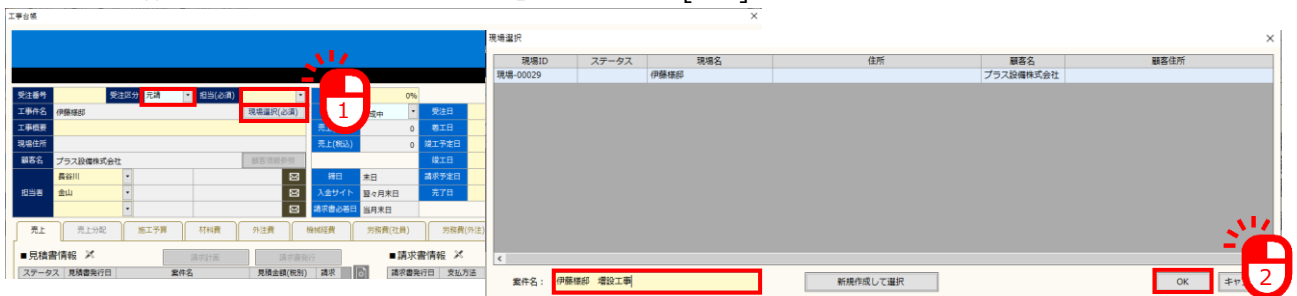 工事台帳
受注番号 受注区分 元請 担当(必須) 0%
工事名 伊藤様邸 現場選択(必須) 成中 受注日
工事概要 0 着工日
現場住所 売上(税込) 0 竣工予定日
顧客名 プラス設備株式会社 顧客情報参照 竣工日
長谷川 締日 末日 請求予定日
担当者 金山 入金サイト 翌々月末日 完了日
請求書必着日 当月末日
売上 売上分配 施工予算 材料費 外注費 機械経費 労務費(社員) 労務費(外注)
■見積書情報 請求計画 請求書発行 ■請求書情報
ステータス 見積書発行日 案件名 見積金額(税別) 請求 請求書発行日 支払方法
1
現場選択
現場ID ステータス 現場名 住所 顧客名 顧客住所
現場-00029 伊藤様邸 プラス設備株式会社
案件名： 伊藤様邸 増設工事 新規作成して選択 OK キャ
2